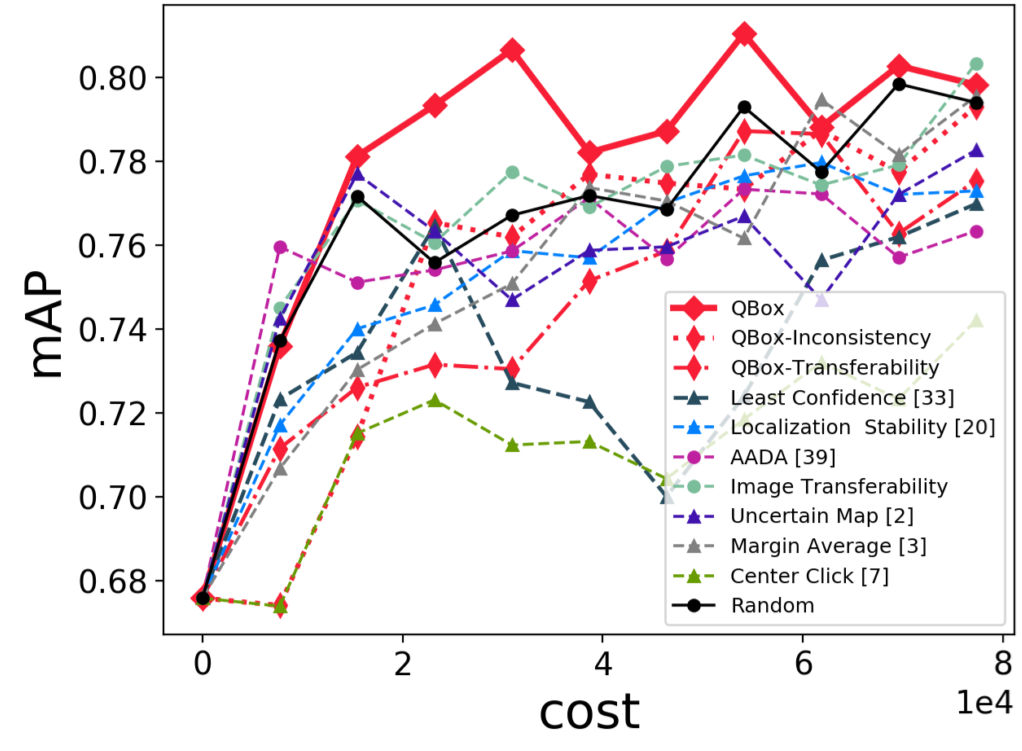 0.80
0.78
0.76
0.74
0.72
0.70
0.68
mAP
QBox
QBox-Inconsistency
QBox-Transferability
Least Confidence [33]
Localization  Stability [20]
AADA [39]
Image Transferability
Uncertain Map [2]
Margin Average [3]
Center Click [7]
Random
0 2 4 6 8
1e4
cost